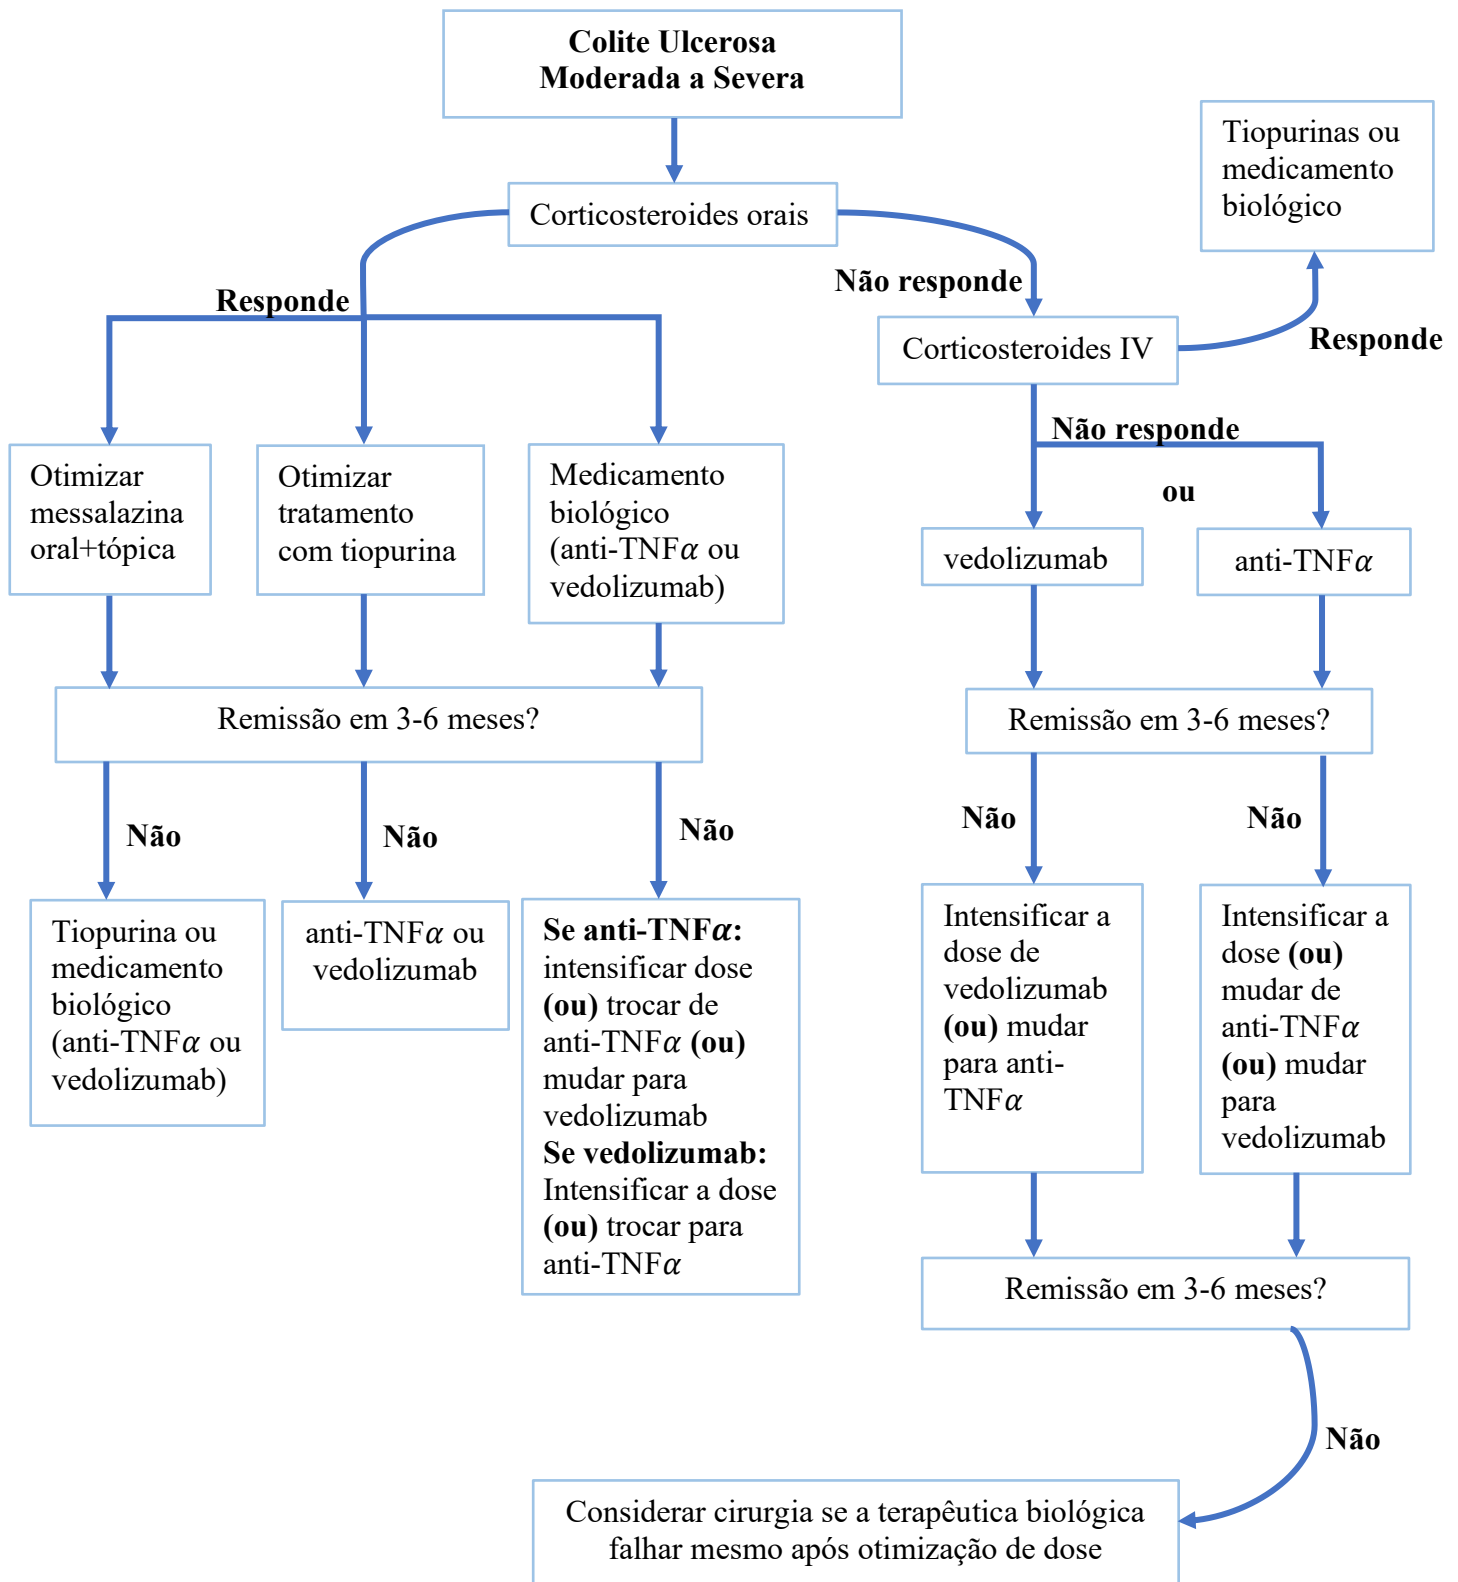 Colite Ulcerosa
Moderada a Severa
Tiopurinas ou
medicamento
biológico
Corticosteroides orais
Responde
Não responde
Corticosteroides IV
Responde
Não responde
ou
Otimizar
messalazina
oral+tópica
Otimizar
tratamento
com tiopurina
Medicamento
biológico
(anti-TNF𝛼 ou
vedolizumab)
vedolizumab
anti-TNF𝛼
Remissão em 3-6 meses?
Remissão em 3-6 meses?
Não
Não
Não
Não
Não
Tiopurina ou
medicamento
biológico
(anti-TNF𝛼 ou
vedolizumab)
anti-TNF𝛼 ou
vedolizumab
Se anti-TNF𝛼:
intensificar dose
(ou) trocar de
anti-TNF𝛼 (ou)
mudar para
vedolizumab
Se vedolizumab:
Intensificar a dose
(ou) trocar para
anti-TNF𝛼
Intensificar a
dose de
vedolizumab
(ou) mudar
para anti-
TNF𝛼
Intensificar a
dose (ou)
mudar de
anti-TNF𝛼
(ou) mudar
para
vedolizumab
Remissão em 3-6 meses?
Não
Considerar cirurgia se a terapêutica biológica
falhar mesmo após otimização de dose